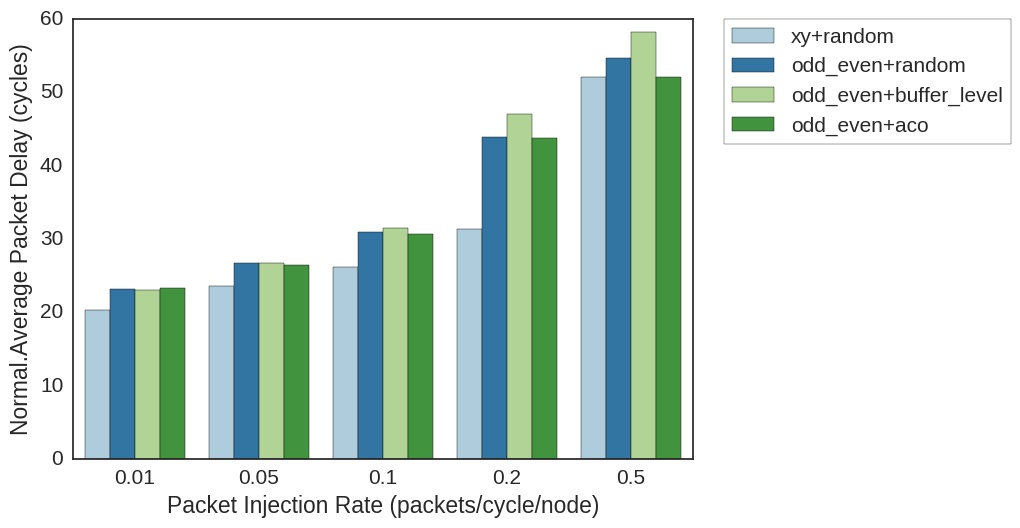 Normal.Average Packet Delay (cycles)
60
50
40
30
20
10
0
0.01 0.05 0.1 0.2 0.5
Packet Injection Rate (packets/cycle/node)
xy+random
odd_even+random
odd_even+buffer_level
odd_even+aco